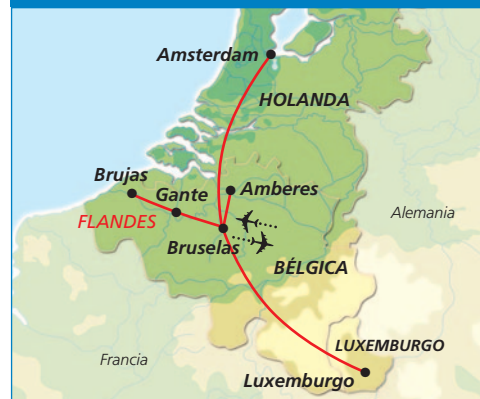 Amsterdam
HOLANDA
Brujas
Gante
Amberes
FLANDES
Alemania
Bruselas
BÉLGICA
LUXEMBURGO
Francia
Luxemburgo